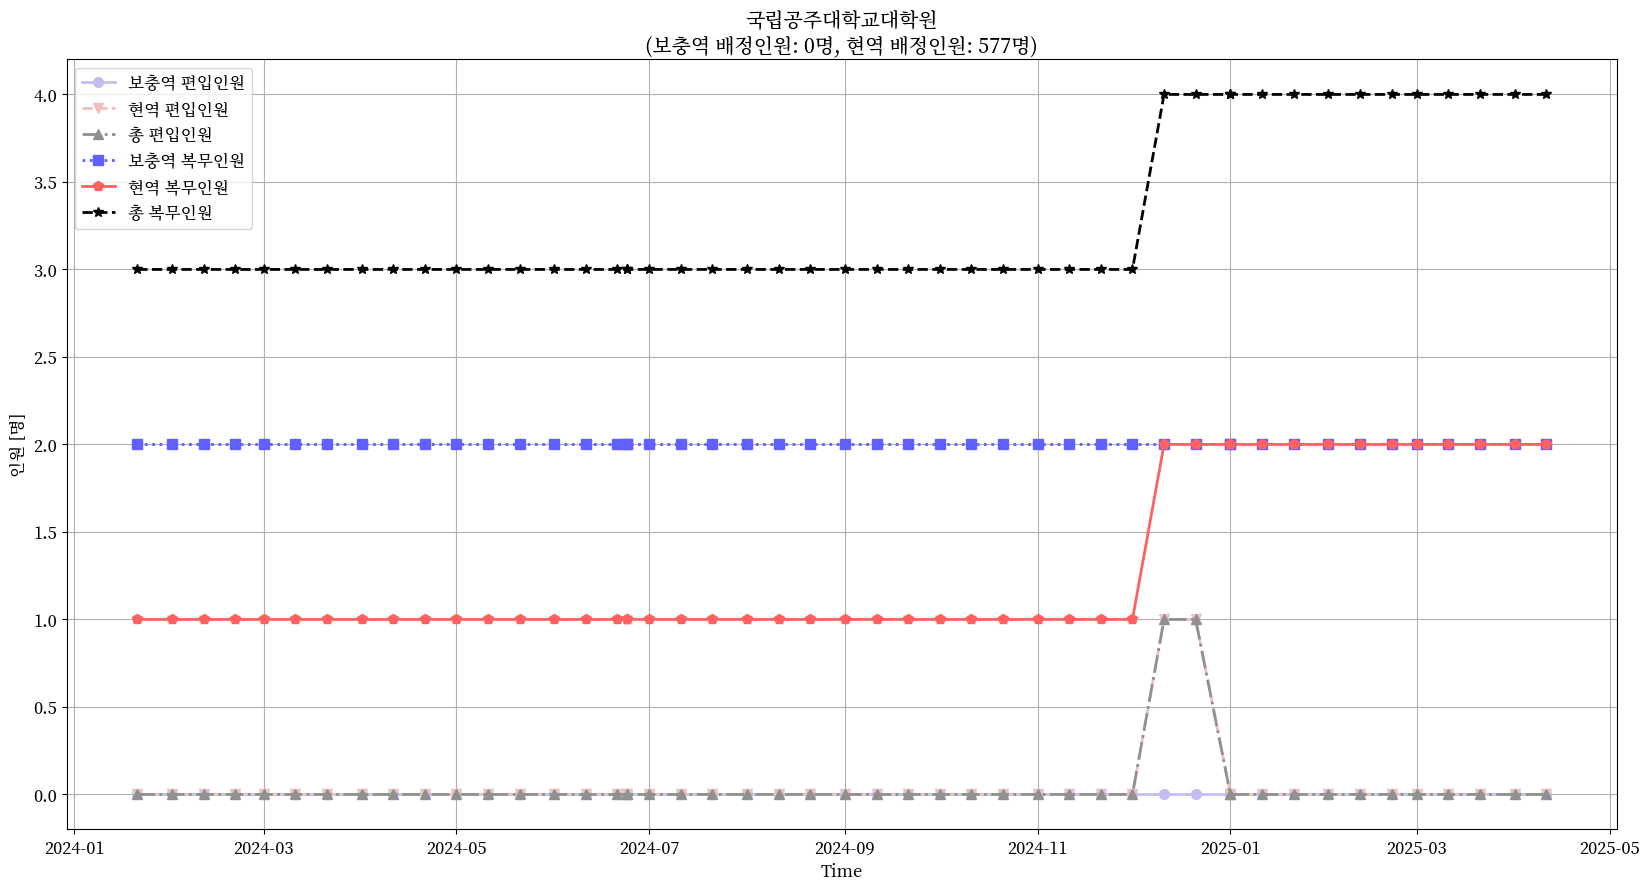 국립공주대학교대학원
(보충역 배정인원: 0명, 현역 배정인원: 577명)
보충역 편입인원
현역 편입인원
총 편입인원
보충역 복무인원
현역 복무인원
총 복무인원
4.0
3.5
3.0
2.5
2.0
1.5
1.0
0.5
0.0
인원 [명]
2024-01 2024-03 2024-05 2024-07 2024-09 2024-11 2025-01 2025-03 2025-05
Time